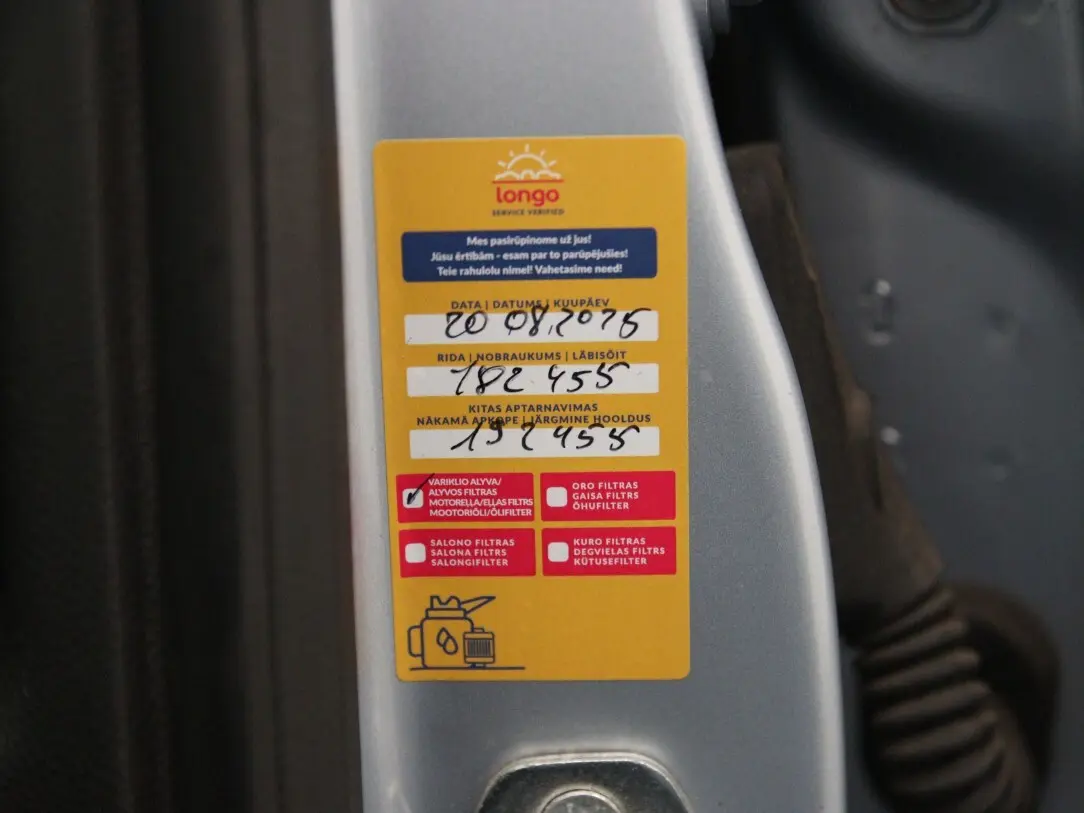 longo
SERVICE VERIFIED
Mes pasirūpinome už jus!
Jūsu ērtībām - esam par to parūpējušies!
Teie rahulolu nimel! Vahetasime need!
DATA | DATUMS | KUUPÄEV
20 08.2025
RIDA | NOBRAUKUMS | LÄBISÕIT
182 455
KITAS APTARNAVIMAS
NĀKAMĀ APKOPE | JÄRGMINE HOOLDUS
192 455
VARIKLIO ALYVA/
ALYVOS FILTRAS
MOTOREĻĻA/EĻĻAS FILTRS
MOOTORIÕLI/ÕLIFILTER
ORO FILTRAS
GAISA FILTRS
ÕHUFILTER
SALONO FILTRAS
SALONA FILTRS
SALONGIFILTER
KURO FILTRAS
DEGVIELAS FILTRS
KÜTUSEFILTER